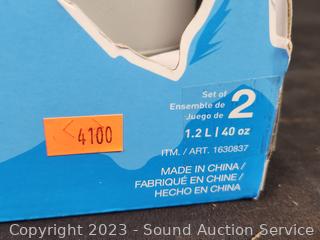 Set of
Ensemble de
Juego de
2
1.2 L | 40 oz
ITM. / ART. 1630837
MADE IN CHINA /
FABRIQUÉ EN CHINE /
HECHO EN CHINA
4100
Copyright © 2023 - Sound Auction Service